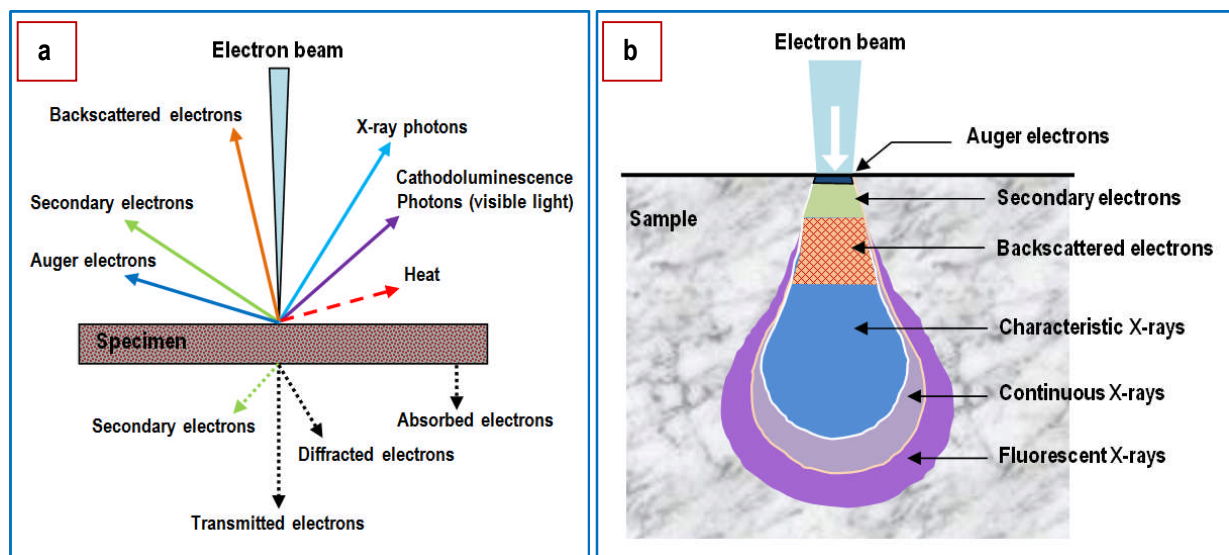 a
Electron beam
Backscattered electrons
X-ray photons
Cathodoluminescence
Photons (visible light)
Secondary electrons
Auger electrons
Heat
Specimen
Secondary electrons
Absorbed electrons
Diffracted electrons
Transmitted electrons
b
Electron beam
Auger electrons
Sample
Secondary electrons
Backscattered electrons
Characteristic X-rays
Continuous X-rays
Fluorescent X-rays